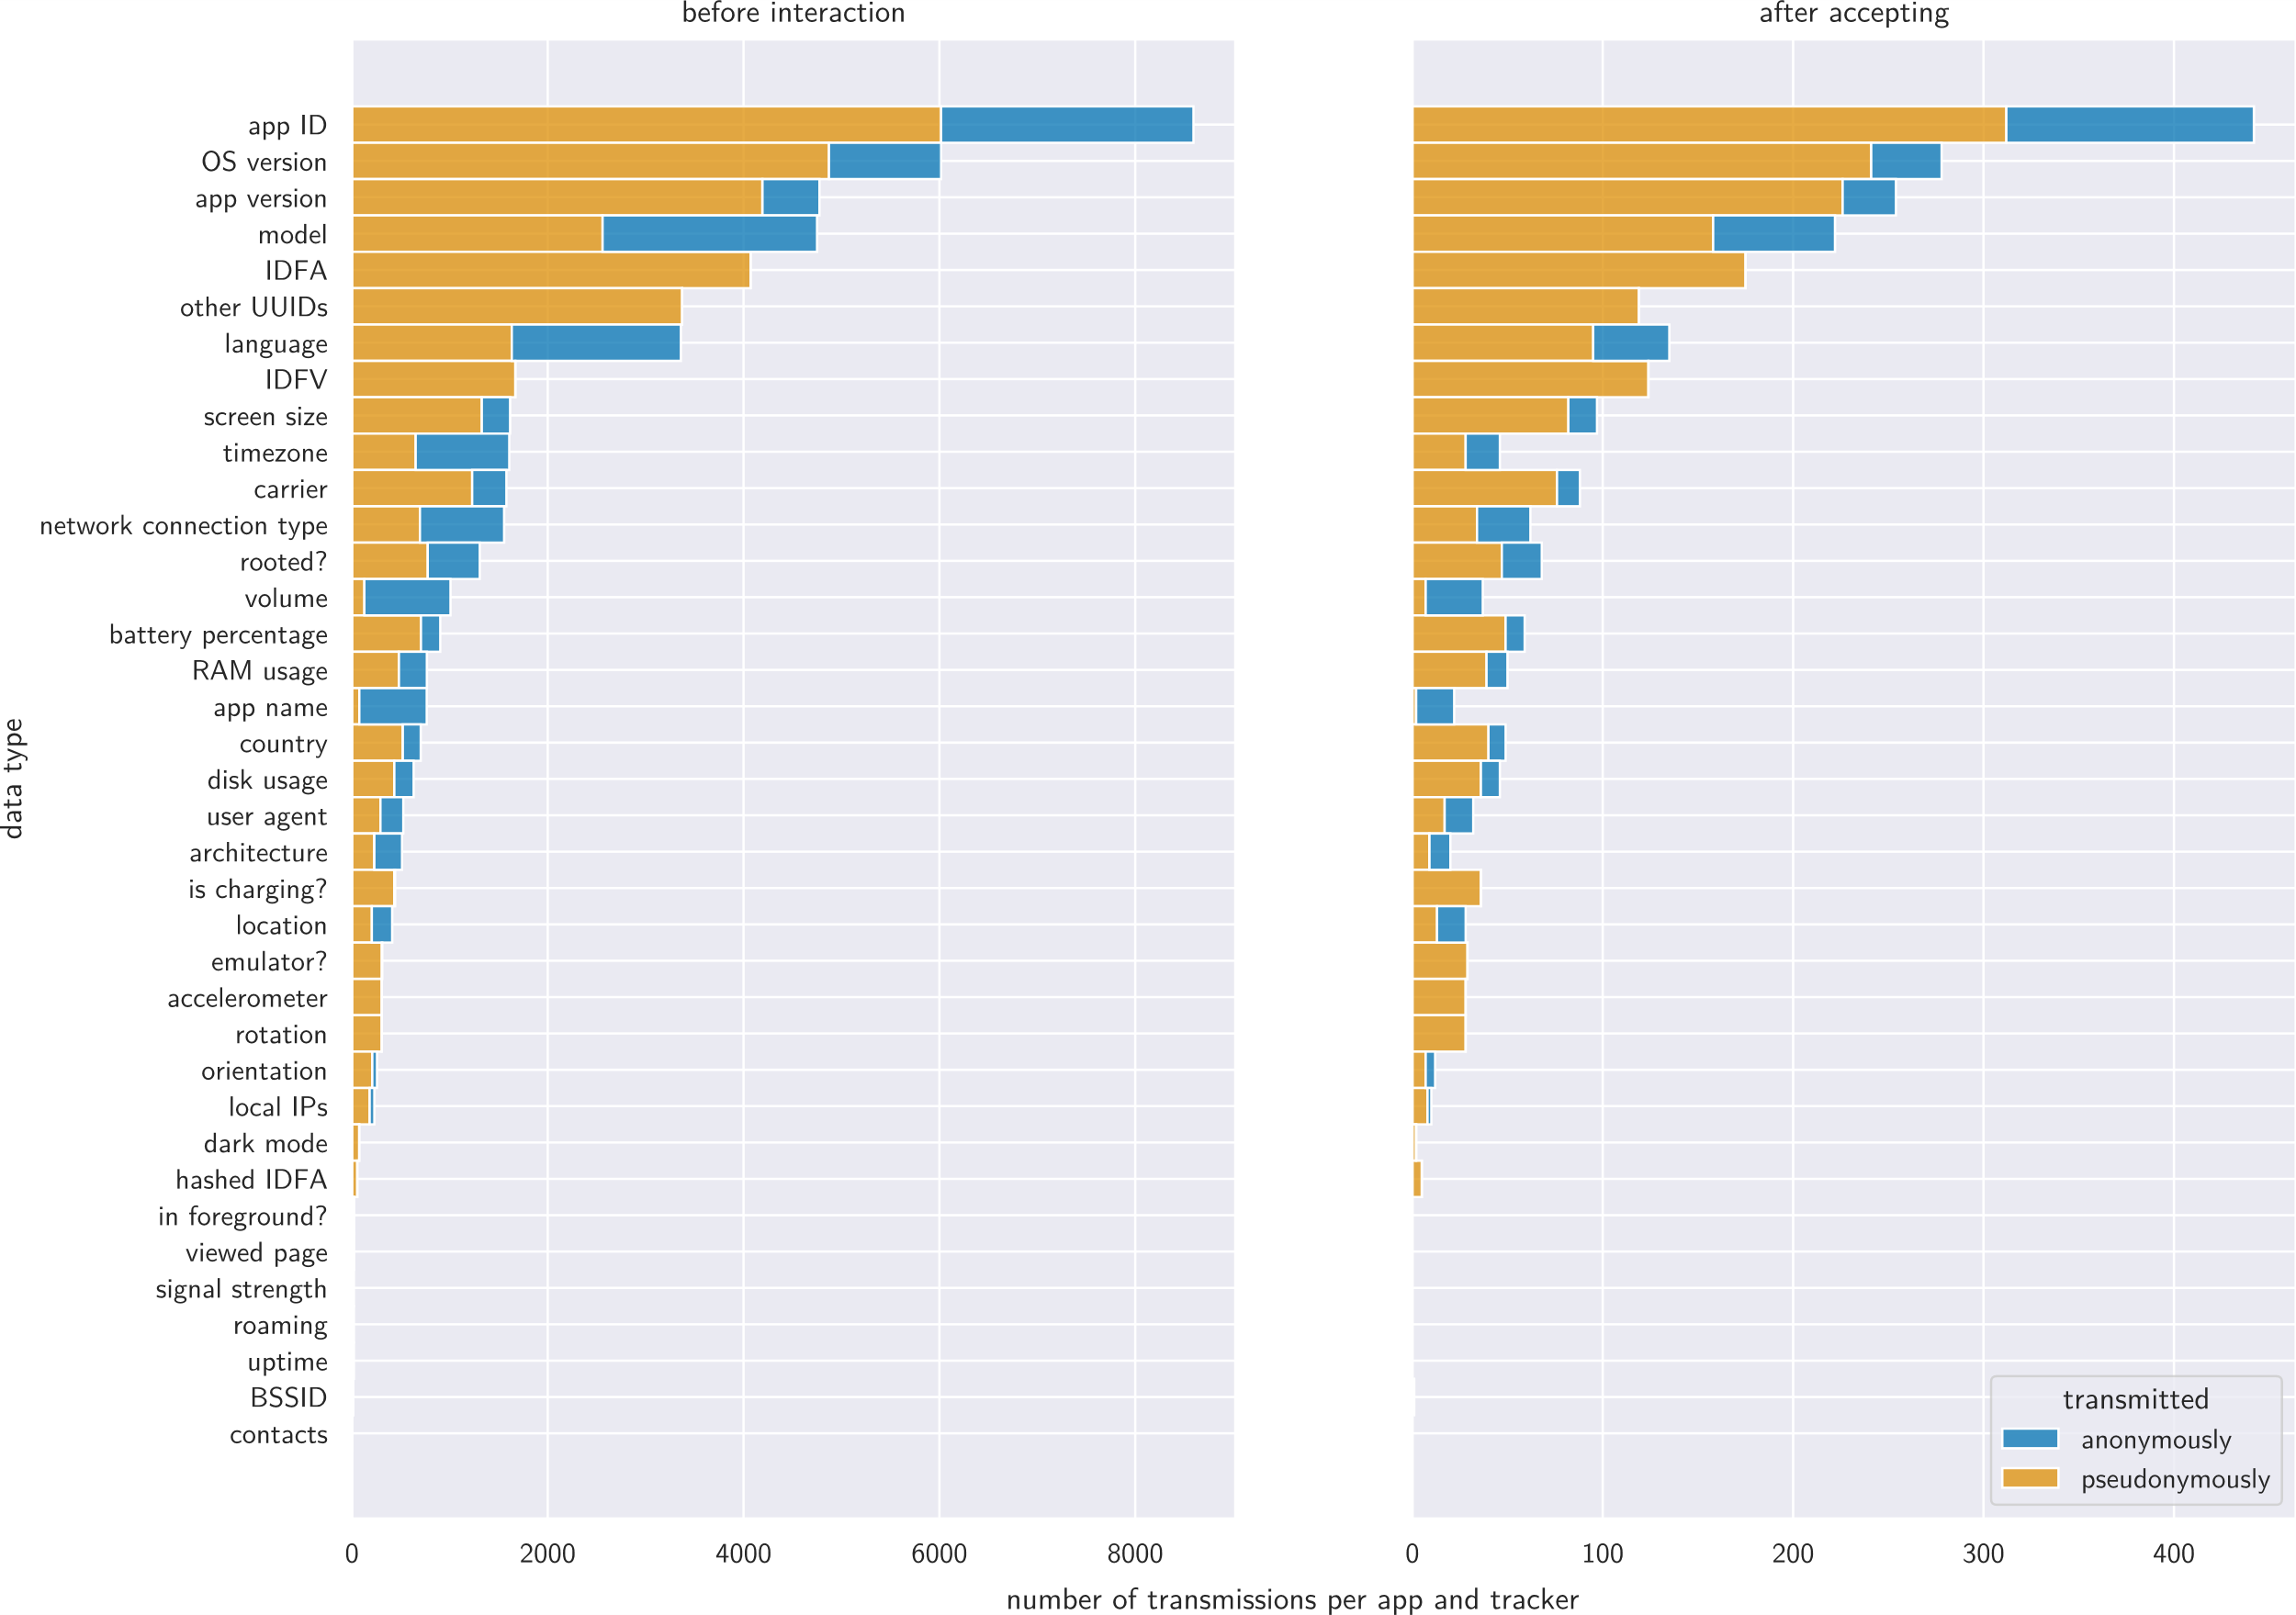 before interaction
after accepting
app ID
OS version
app version
model
IDFA
other UUIDs
language
IDFV
screen size
timezone
carrier
network connection type
rooted?
volume
battery percentage
RAM usage
app name
country
disk usage
user agent
architecture
is charging?
location
emulator?
accelerometer
rotation
orientation
local IPs
dark mode
hashed IDFA
in foreground?
viewed page
signal strength
roaming
uptime
BSSID
contacts
data type
transmitted
anonymously
pseudonymously
0 2000 4000 6000 8000
0 100 200 300 400
number of transmissions per app and tracker